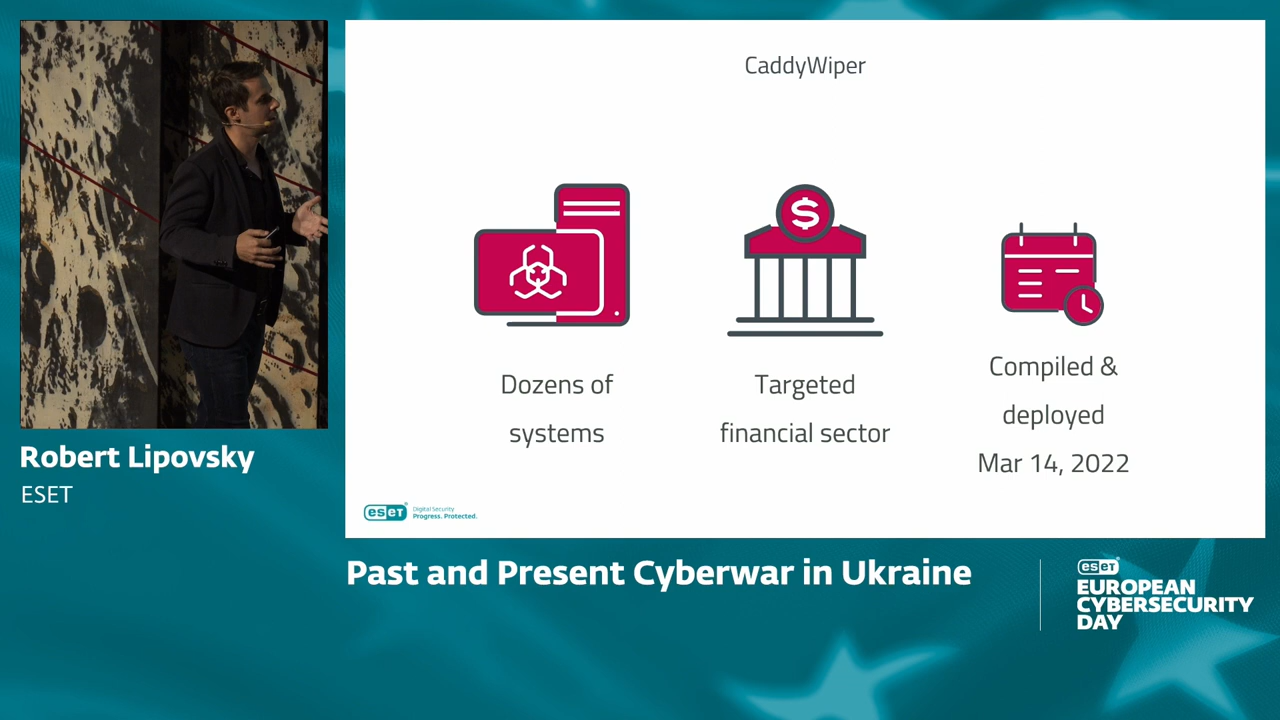 CaddyWiper
$
Dozens of
systems
Targeted
financial sector
Compiled &
deployed
Mar 14, 2022
eseT Digital Security
Progress. Protected.
Robert Lipovsky
ESET
Past and Present Cyberwar in Ukraine
eseT
EUROPEAN
CYBERSECURITY
DAY